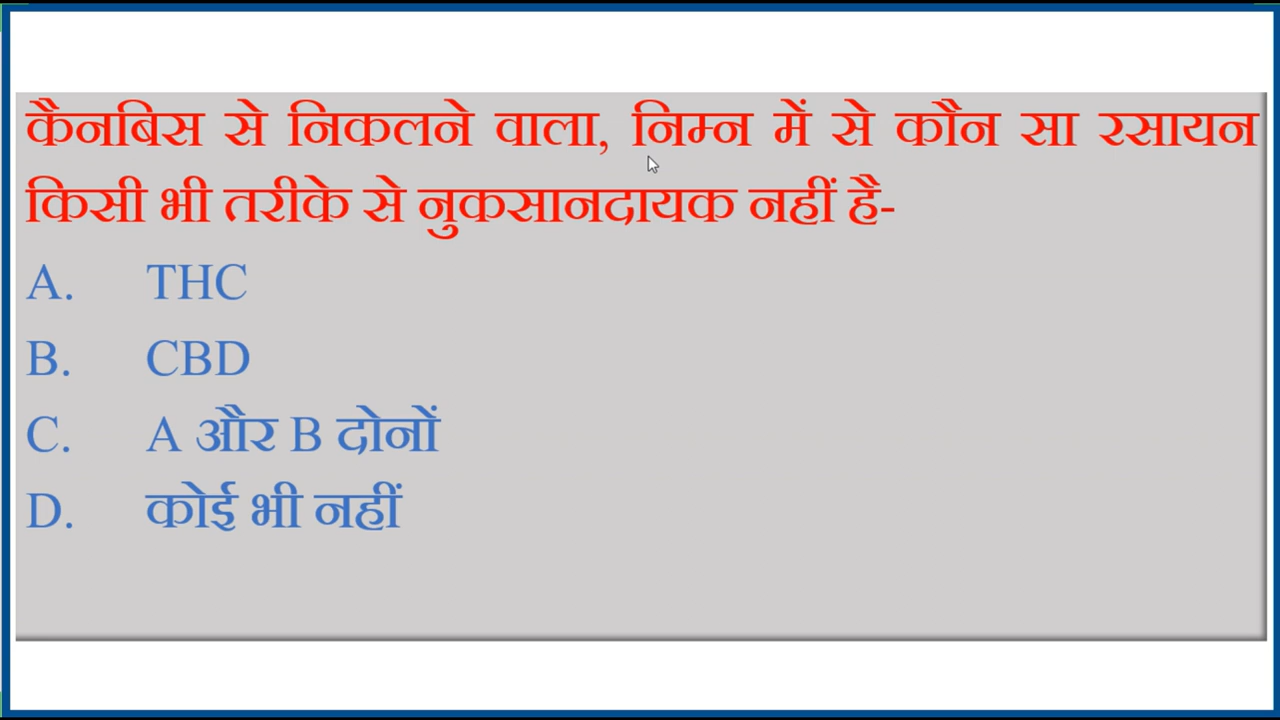 कैनबिस से निकलने वाला, निम्न में से कौन सा रसायन
किसी भी तरीके से नुकसानदायक नहीं है-
A. THC
B. CBD
C. A और B दोनों
D. कोई भी नहीं